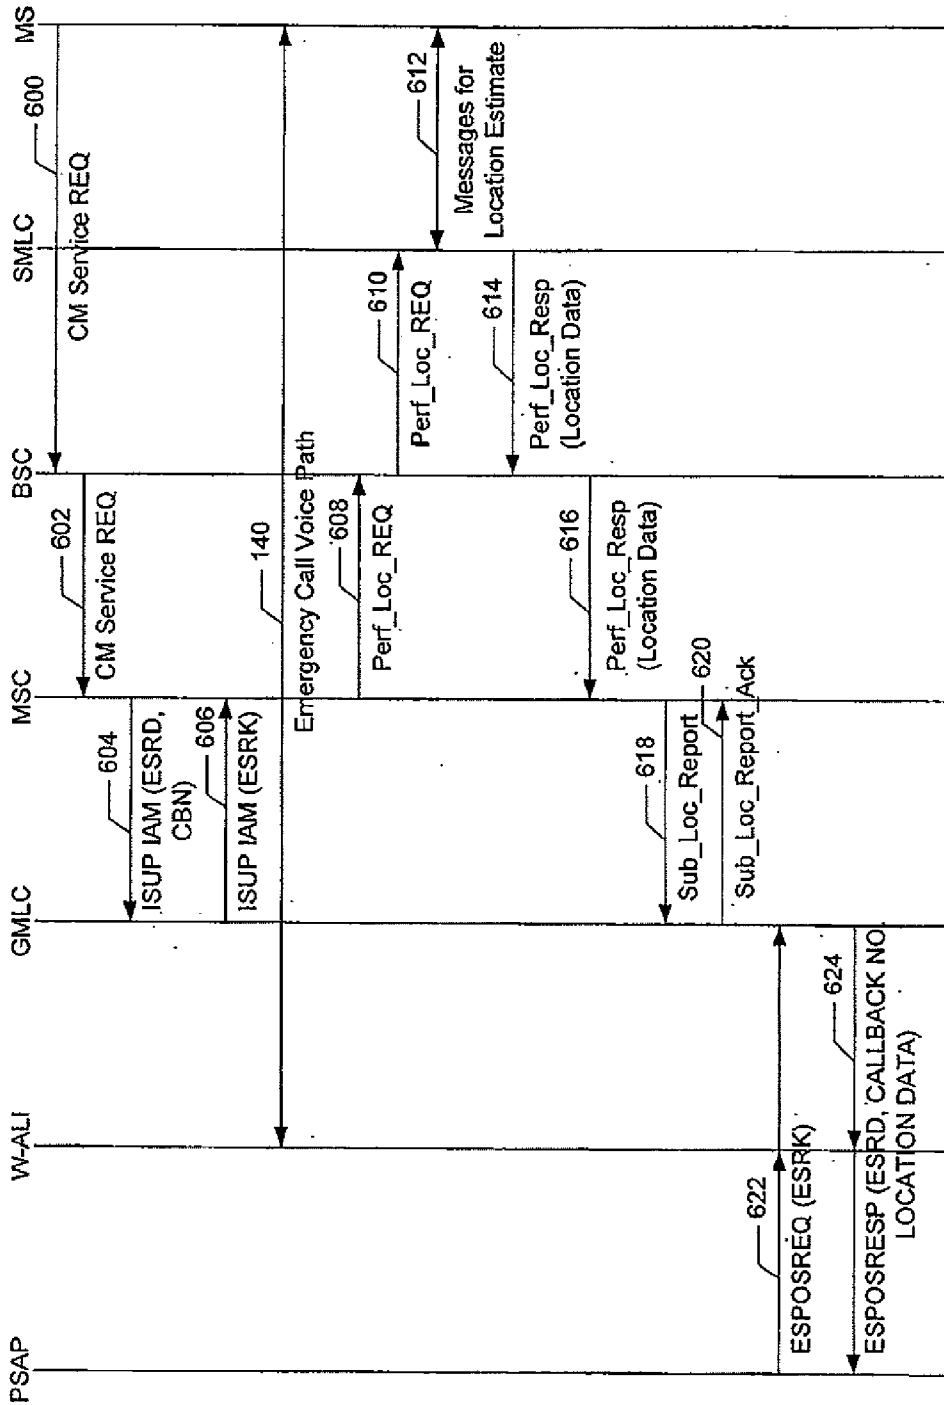 PSAP
W-ALI
GMLC
MSC
BSC
SMLC
MS
600
CM Service REQ
602
CM Service REQ
604
ISUP IAM (ESRD,
CBN)
606
ISUP IAM (ESRK)
140
Emergency Call Voice Path
608
Perf_Loc_REQ
610
Perf_Loc_REQ
612
Messages for
Location Estimate
614
Perf_Loc_Resp
(Location Data)
616
Perf_Loc_Resp
(Location Data)
618
Sub_Loc_Report
620
Sub_Loc_Report_Ack
622
ESPOSREQ (ESRK)
624
ESPOSRESP (ESRD, CALLBACK NO
LOCATION DATA)